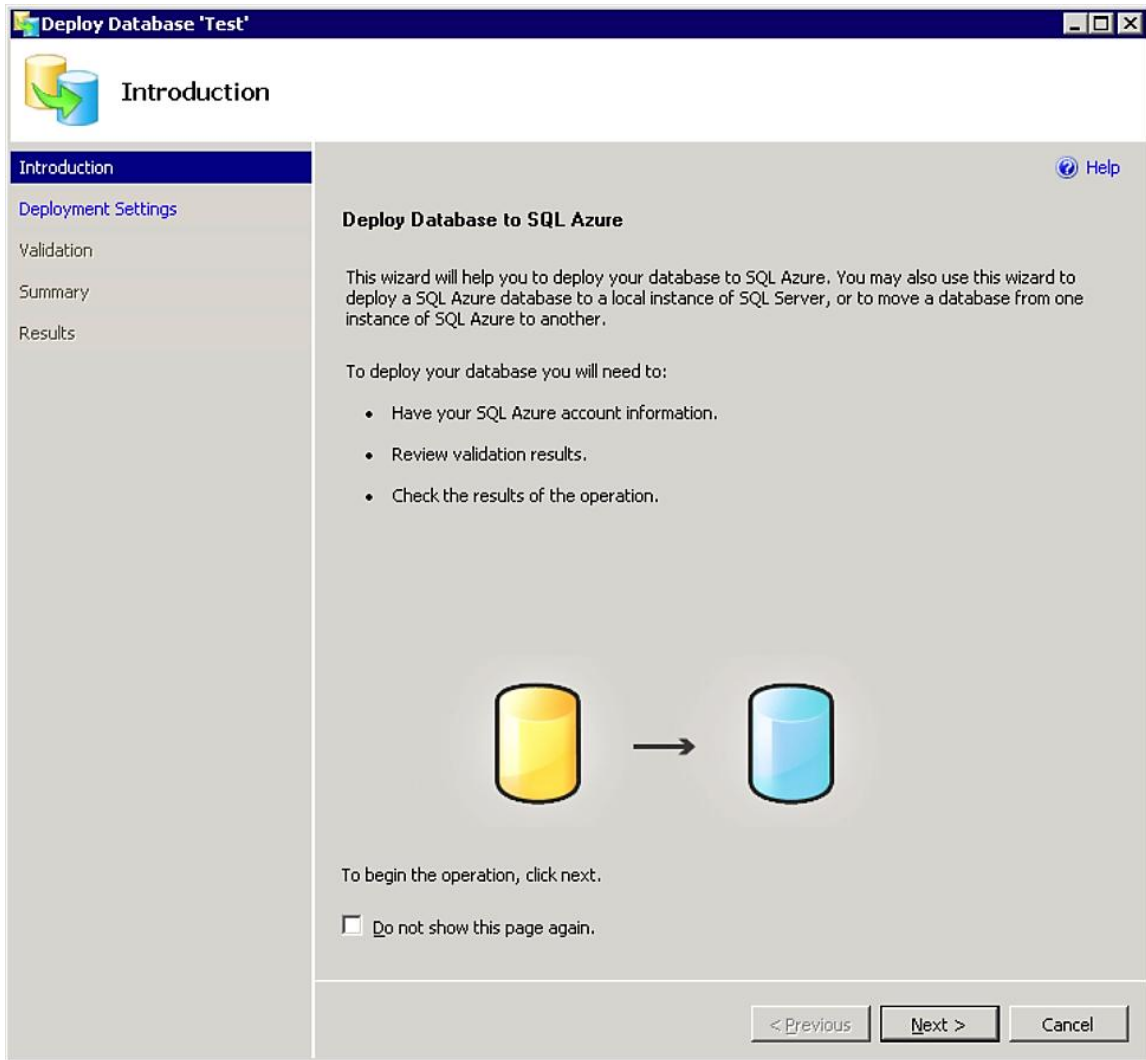 Deploy Database 'Test'
Introduction
Introduction
Deployment Settings
Validation
Summary
Results
Help
Deploy Database to SQL Azure
This wizard will help you to deploy your database to SQL Azure. You may also use this wizard to
deploy a SQL Azure database to a local instance of SQL Server, or to move a database from one
instance of SQL Azure to another.
To deploy your database you will need to:
• Have your SQL Azure account information.
• Review validation results.
• Check the results of the operation.
To begin the operation, click next.
Do not show this page again.
< Previous
Next >
Cancel